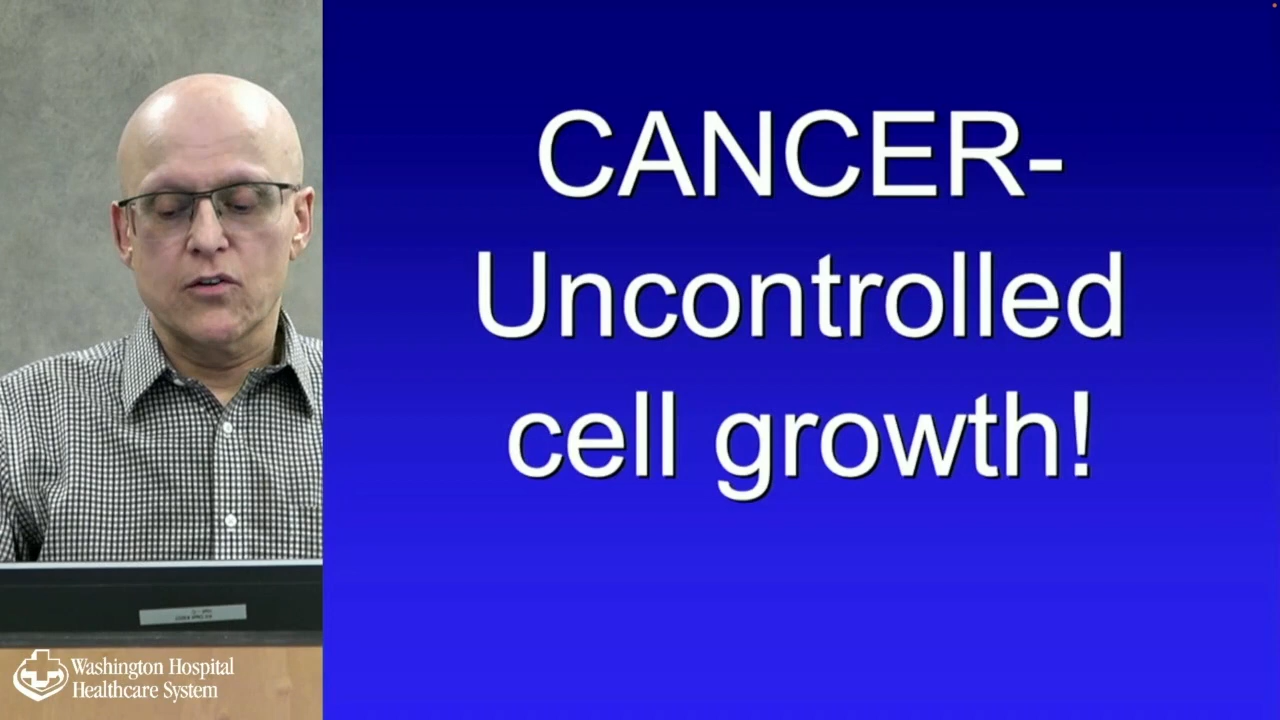 CANCER-
Uncontrolled
cell growth!
Washington Hospital
Healthcare System